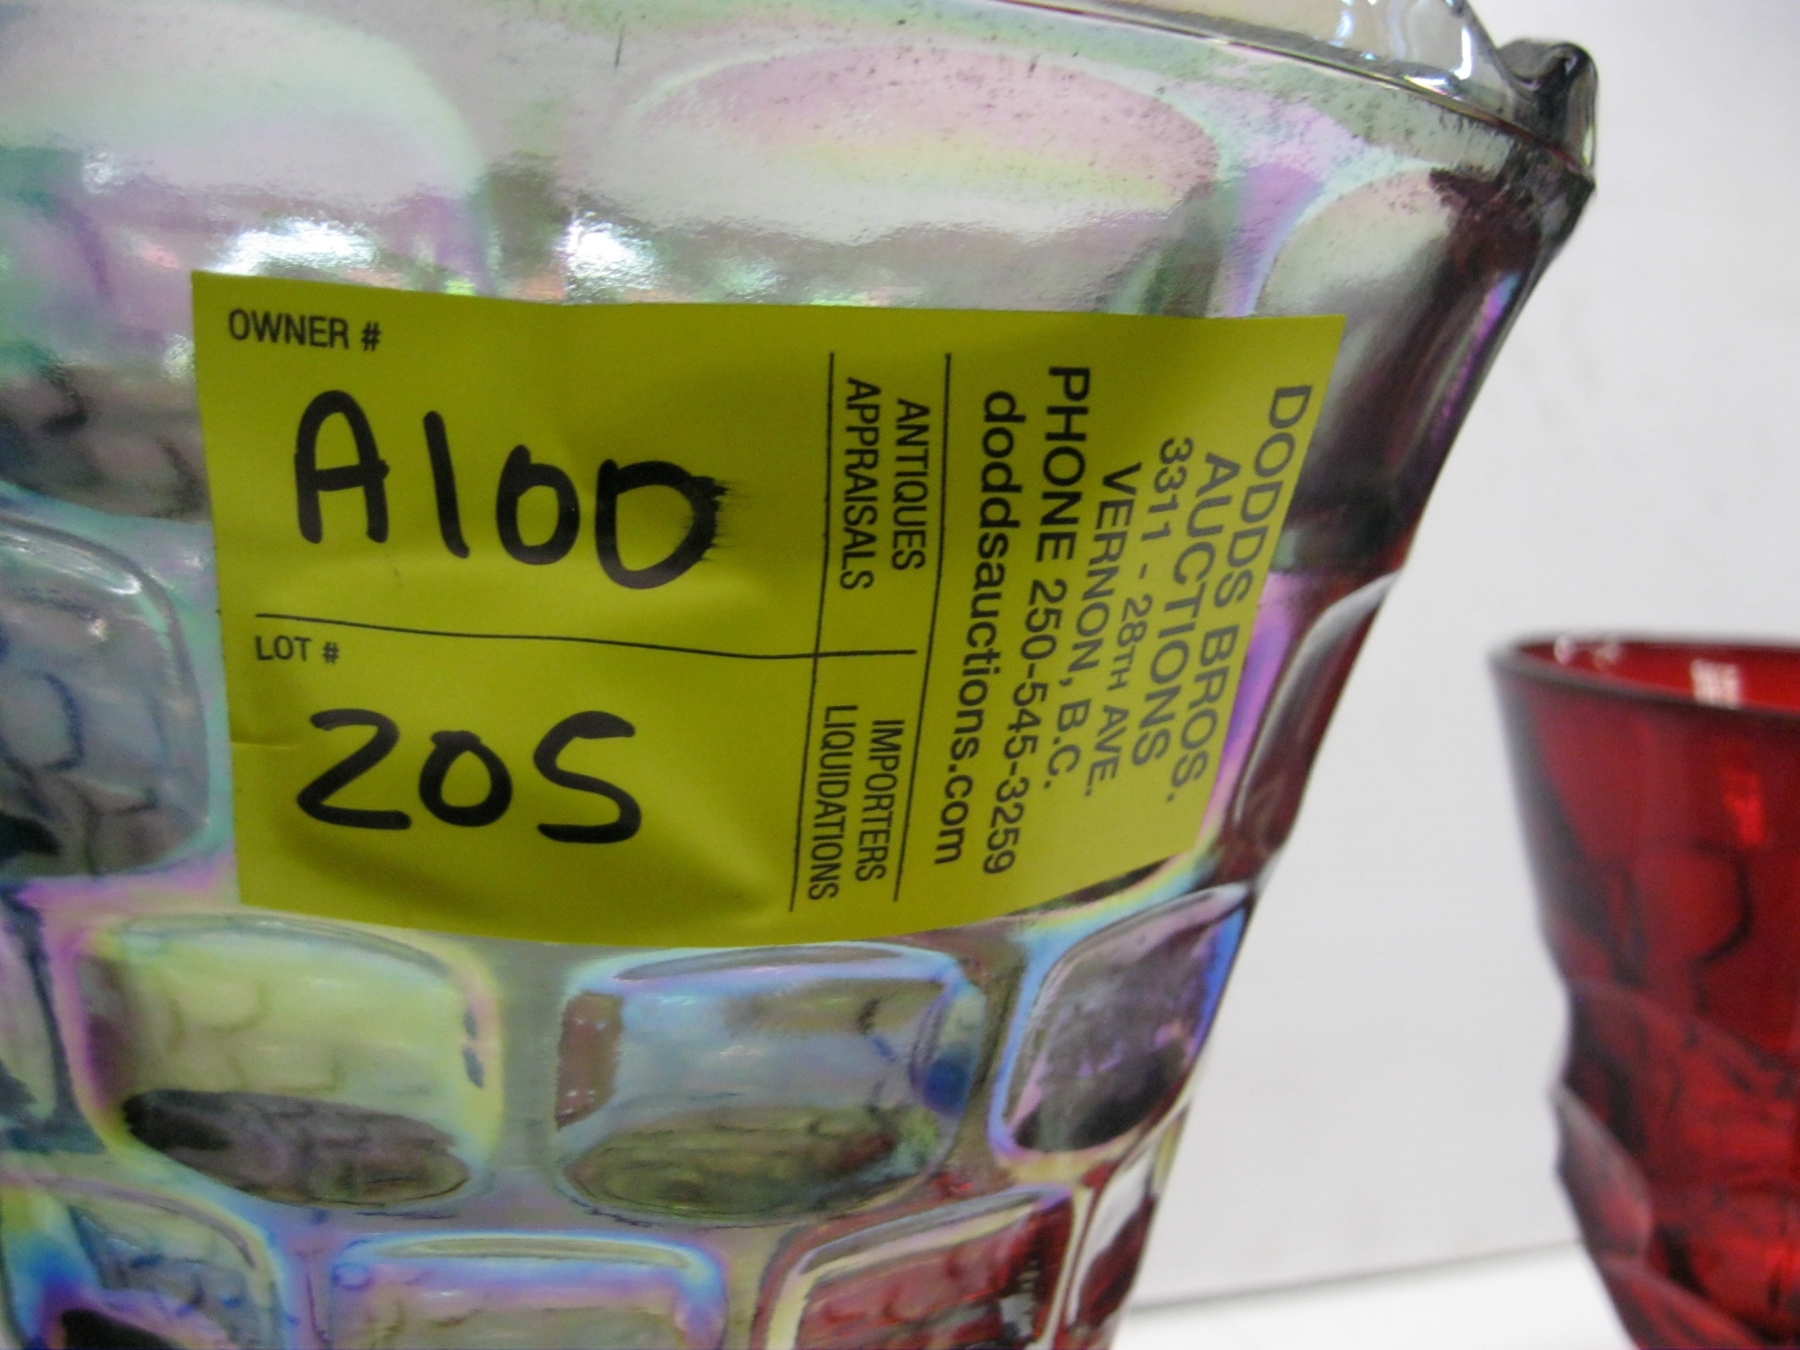 OWNER #
A100
LOT #
205
ANTIQUES
APPRAISALS
IMPORTERS
LIQUIDATIONS
DODDS BROS.
AUCTIONS
3311 - 28TH AVE.
VERNON, B.C.
PHONE 250-545-3259
doddsauctions.com